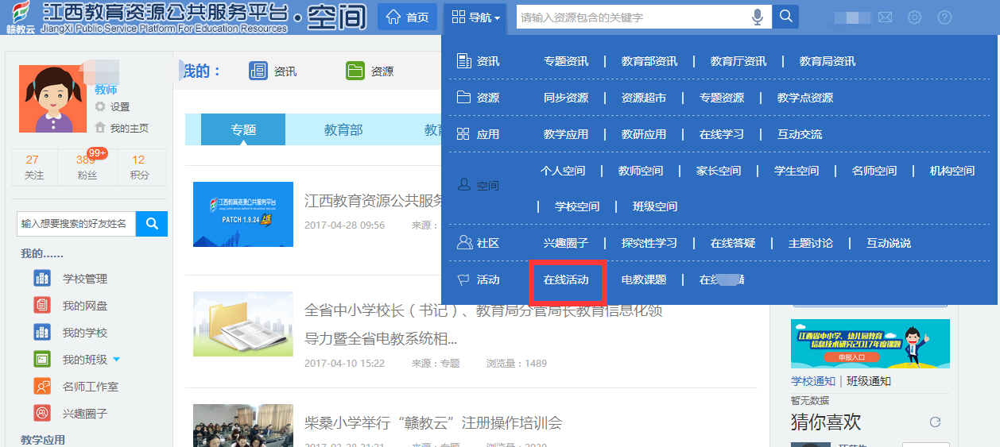 江西教育资源公共服务平台·空间
赣教云 JiangXi Public Service Platform For Education Resources
首页
导航
请输入资源包含的关键字
教师
设置
我的主页
27
389
99+
12
关注
粉丝
积分
输入想要搜索的好友姓名
我的......
学校管理
我的网盘
我的学校
我的班级
名师工作室
兴趣圈子
教学应用
我的：
资讯
资源
专题
教育部
教育
江西教育资源公共服务平台
PATCH 1.9.24
江西教育资源公共服务
2017-04-28 09:56 来源：
全省中小学校长（书记）、教育局分管局长教育信息化领
导力暨全省电教系统相...
2017-04-10 15:22 来源：专题 浏览量：1489
柴桑小学举行“赣教云”注册操作培训会
资讯 专题资讯 | 教育部资讯 | 教育厅资讯 | 教育局资讯
资源 同步资源 | 资源超市 | 专题资源 | 教学点资源
应用 教学应用 | 教研应用 | 在线学习 | 互动交流
空间 个人空间 | 教师空间 | 家长空间 | 学生空间 | 名师空间 | 机构空间
| 学校空间 | 班级空间
社区 兴趣圈子 | 探究性学习 | 在线答疑 | 主题讨论 | 互动说说
活动 在线活动 电教课题 | 在线
江西省中小学、幼儿园教育
信息技术研究2017年度课题
申报入口
学校通知 | 班级通知
暂无数据
猜你喜欢